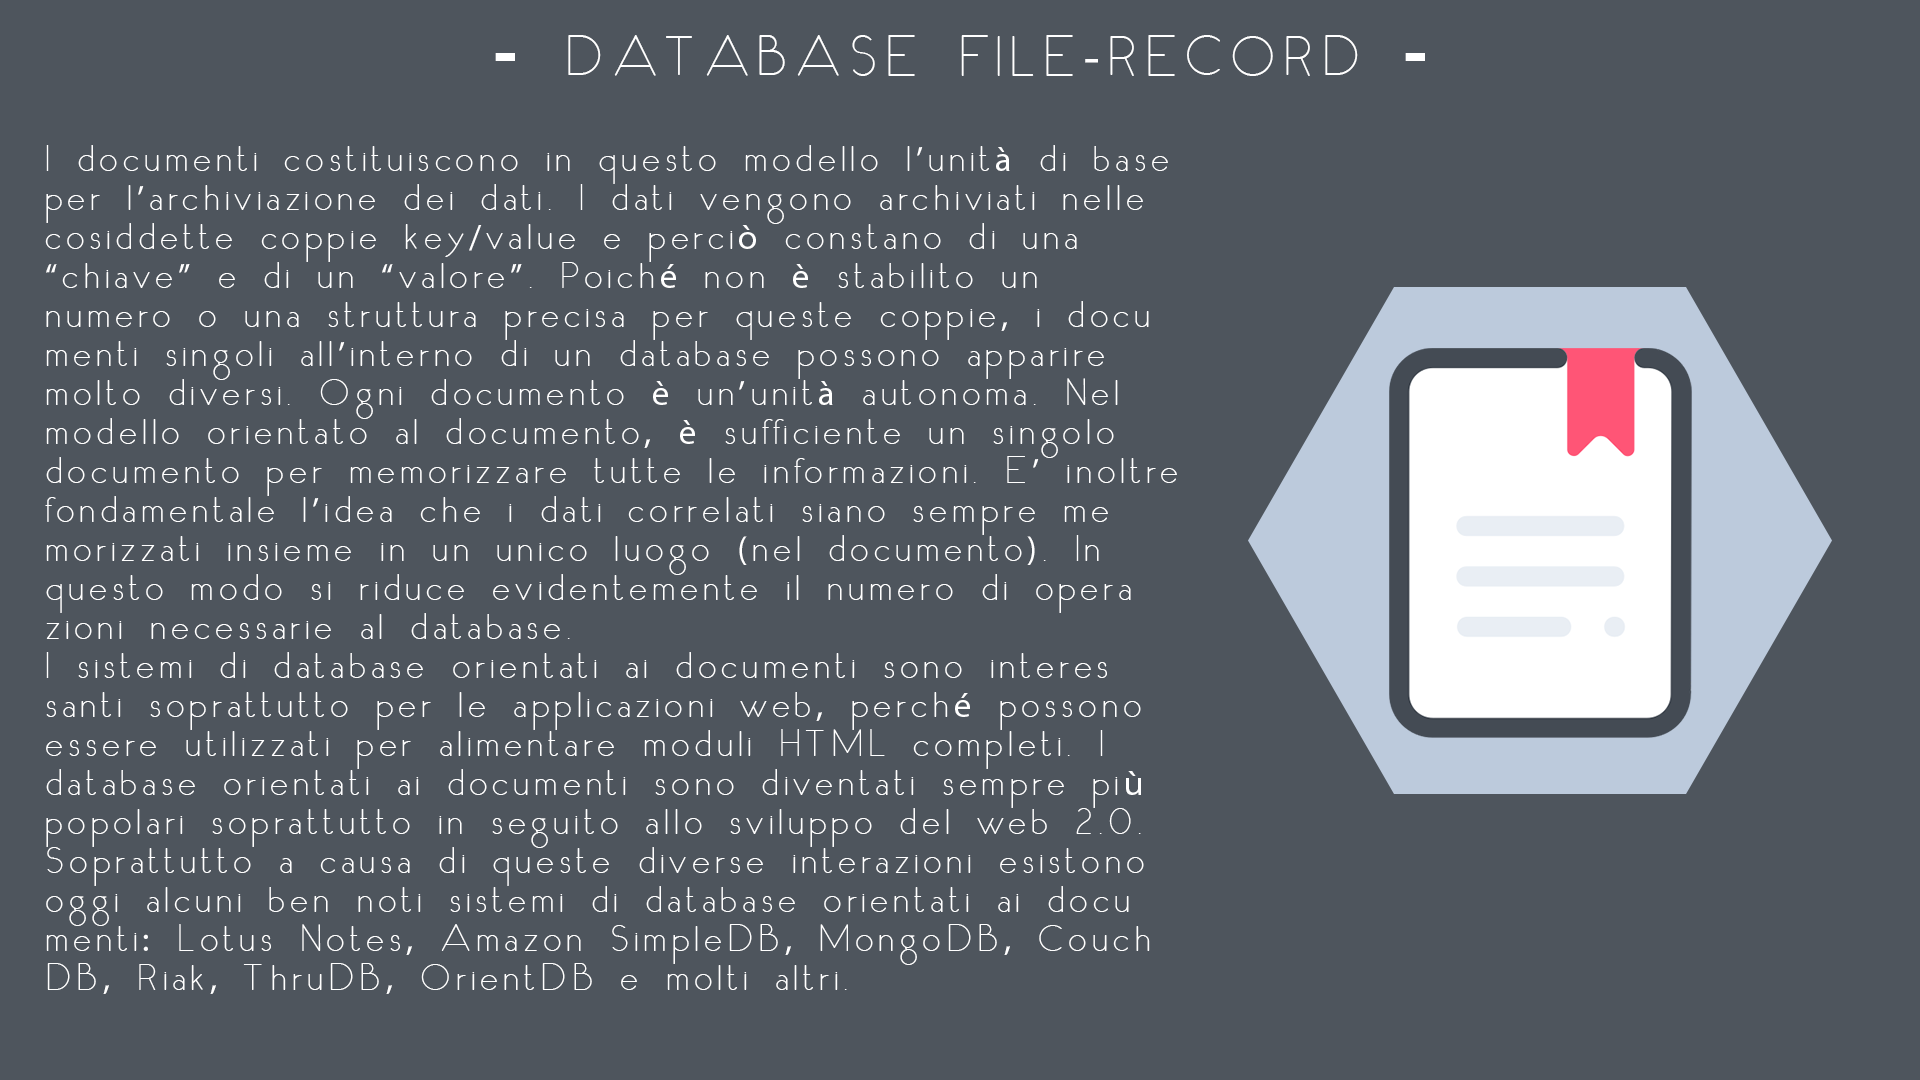 - DATABASE FILE-RECORD -
I documenti costituiscono in questo modello l’unità di base
per l’archiviazione dei dati. I dati vengono archiviati nelle
cosiddette coppie key/value e perciò constano di una
“chiave” e di un “valore”. Poiché non è stabilito un
numero o una struttura precisa per queste coppie, i docu
menti singoli all’interno di un database possono apparire
molto diversi. Ogni documento è un’unità autonoma. Nel
modello orientato al documento, è sufficiente un singolo
documento per memorizzare tutte le informazioni. E’ inoltre
fondamentale l’idea che i dati correlati siano sempre me
morizzati insieme in un unico luogo (nel documento). In
questo modo si riduce evidentemente il numero di opera
zioni necessarie al database.
I sistemi di database orientati ai documenti sono interes
santi soprattutto per le applicazioni web, perché possono
essere utilizzati per alimentare moduli HTML completi. I
database orientati ai documenti sono diventati sempre più
popolari soprattutto in seguito allo sviluppo del web 2.0.
Soprattutto a causa di queste diverse interazioni esistono
oggi alcuni ben noti sistemi di database orientati ai docu
menti: Lotus Notes, Amazon SimpleDB, MongoDB, Couch
DB, Riak, ThruDB, OrientDB e molti altri.